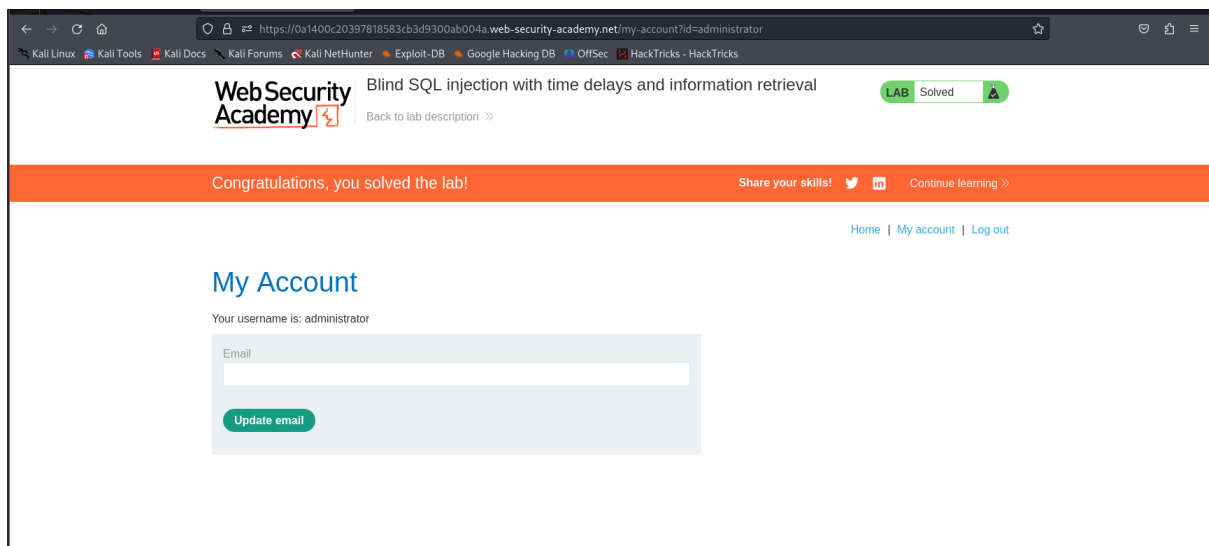 https://0a1400c20397818583cb3d9300ab004a.web-security-academy.net/my-account?id=administrator
Kali Linux Kali Tools Kali Docs Kali Forums Kali NetHunter Exploit-DB Google Hacking DB OffSec HackTricks - HackTricks
WebSecurity Academy
Blind SQL injection with time delays and information retrieval
Back to lab description
LAB Solved
Congratulations, you solved the lab!
Share your skills!
Continue learning
Home | My account | Log out
My Account
Your username is: administrator
Email
Update email